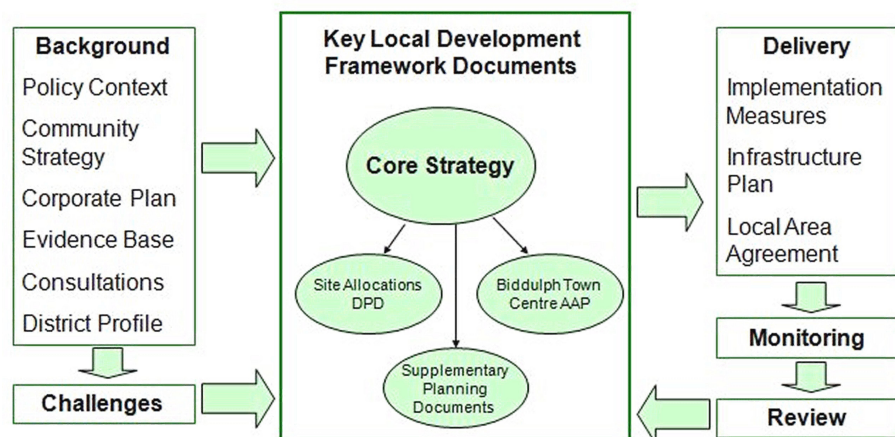 Background
Policy Context
Community
Strategy
Corporate Plan
Evidence Base
Consultations
District Profile
Challenges
Key Local Development
Framework Documents
Core Strategy
Site Allocations
DPD
Biddulph Town
Centre AAP
Supplementary
Planning
Documents
Delivery
Implementation
Measures
Infrastructure
Plan
Local Area
Agreement
Monitoring
Review